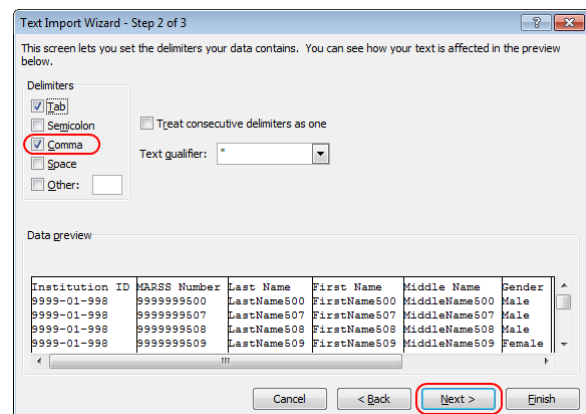 Text Import Wizard - Step 2 of 3
This screen lets you set the delimiters your data contains. You can see how your text is affected in the preview
below.
Delimiters
Tab
Semicolon
Comma
Space
Other:
Treat consecutive delimiters as one
Text qualifier: "
Data preview
Institution ID MARSS Number Last Name First Name Middle Name Gender
9999-01-998 9999999500 LastName500 FirstName500 MiddleName500 Male
9999-01-998 9999999507 LastName507 FirstName507 MiddleName507 Male
9999-01-998 9999999508 LastName508 FirstName508 MiddleName508 Male
9999-01-998 9999999509 LastName509 FirstName509 MiddleName509 Female
Cancel < Back Next > Finish